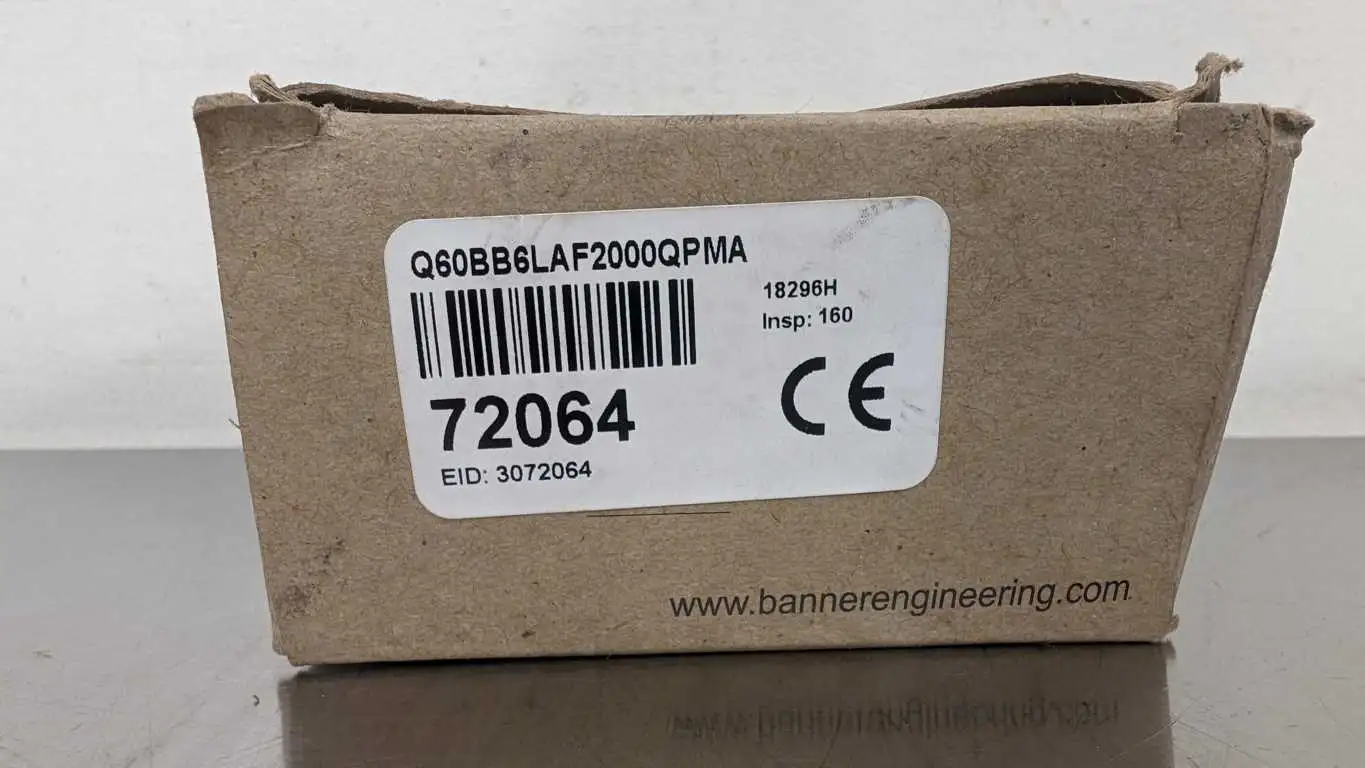 Q60BB6LAF2000QPMA
18296H
Insp: 160
72064
EID: 3072064
CE
www.bannerengineering.com